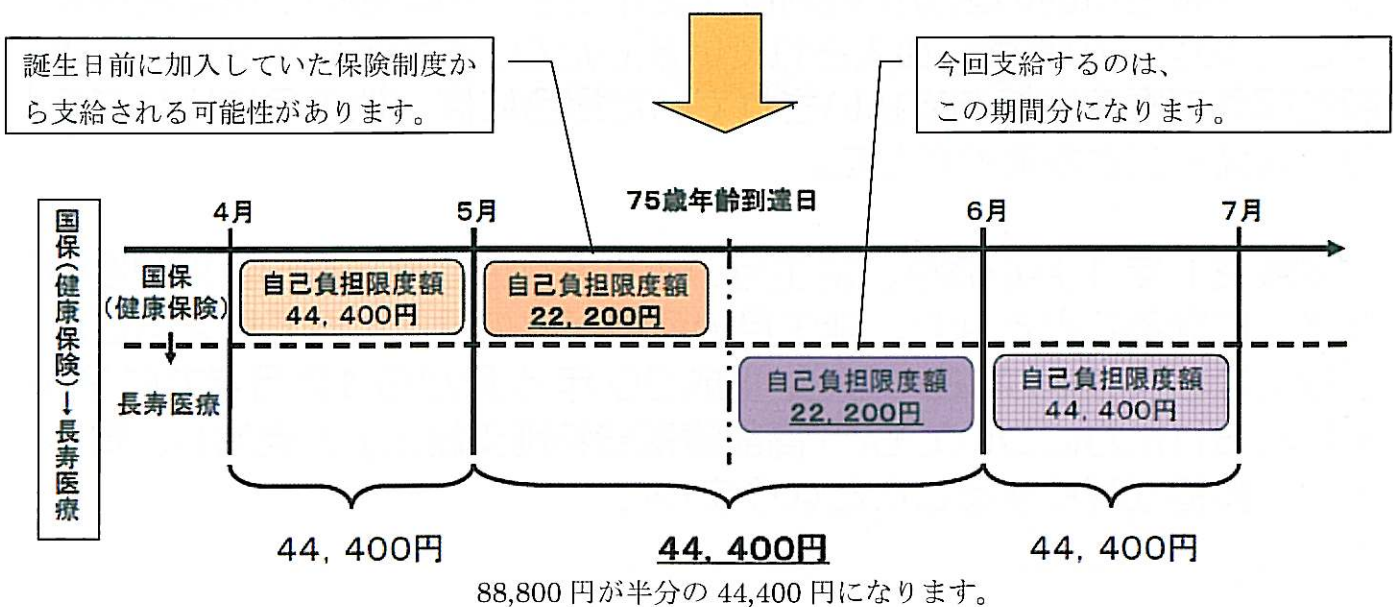 誕生日前に加入していた保険制度か
ら支給される可能性があります。
今回支給するのは、
この期間分になります。
75歳年齢到達日
4月
5月
6月
7月
国保(健康保険)→長寿医療
国保
(健康保険)
長寿医療
自己負担限度額
44,400円
自己負担限度額
22,200円
自己負担限度額
22,200円
自己負担限度額
44,400円
44,400円
44,400円
44,400円
88,800円が半分の44,400円になります。